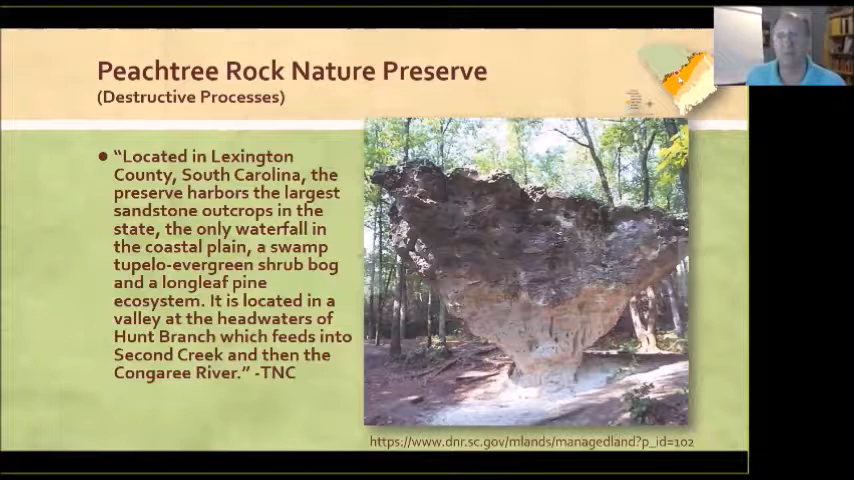 Peachtree Rock Nature Preserve
(Destructive Processes)
“Located in Lexington
County, South Carolina, the
preserve harbors the largest
sandstone outcrops in the
state, the only waterfall in
the coastal plain, a swamp
tupelo-evergreen shrub bog
and a longleaf pine
ecosystem. It is located in a
valley at the headwaters of
Hunt Branch which feeds into
Second Creek and then the
Congaree River.” -TNC
https://www.dnr.sc.gov/mlands/managedland?p_id=102